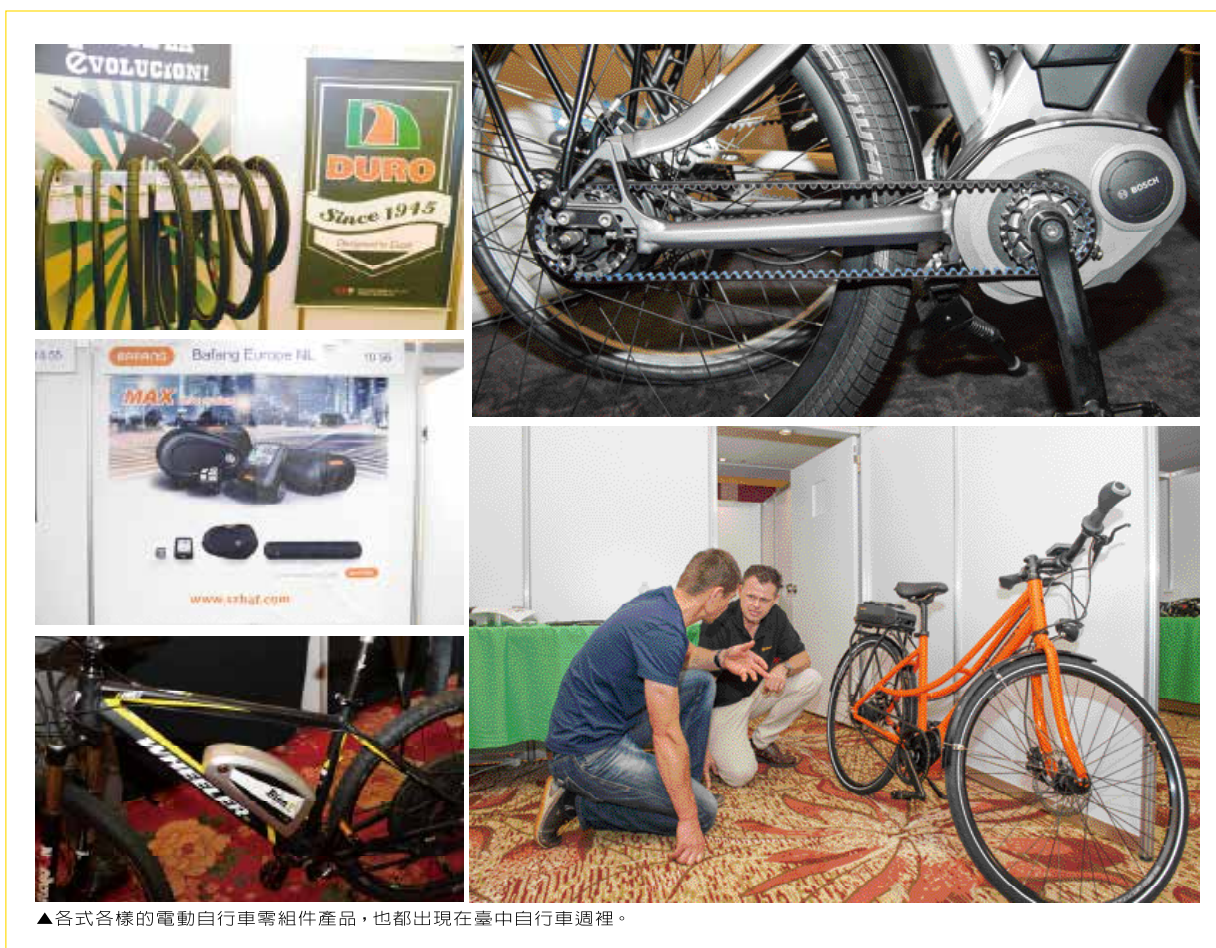 eVOLUCION!
DURO
Since 1945
BOSCH
BAFANG
Bafang Europe NL
10.56
MAX
www.szbaf.com
WHEELER
▲各式各樣的電動自行車零組件產品，也都出現在臺中自行車週裡。